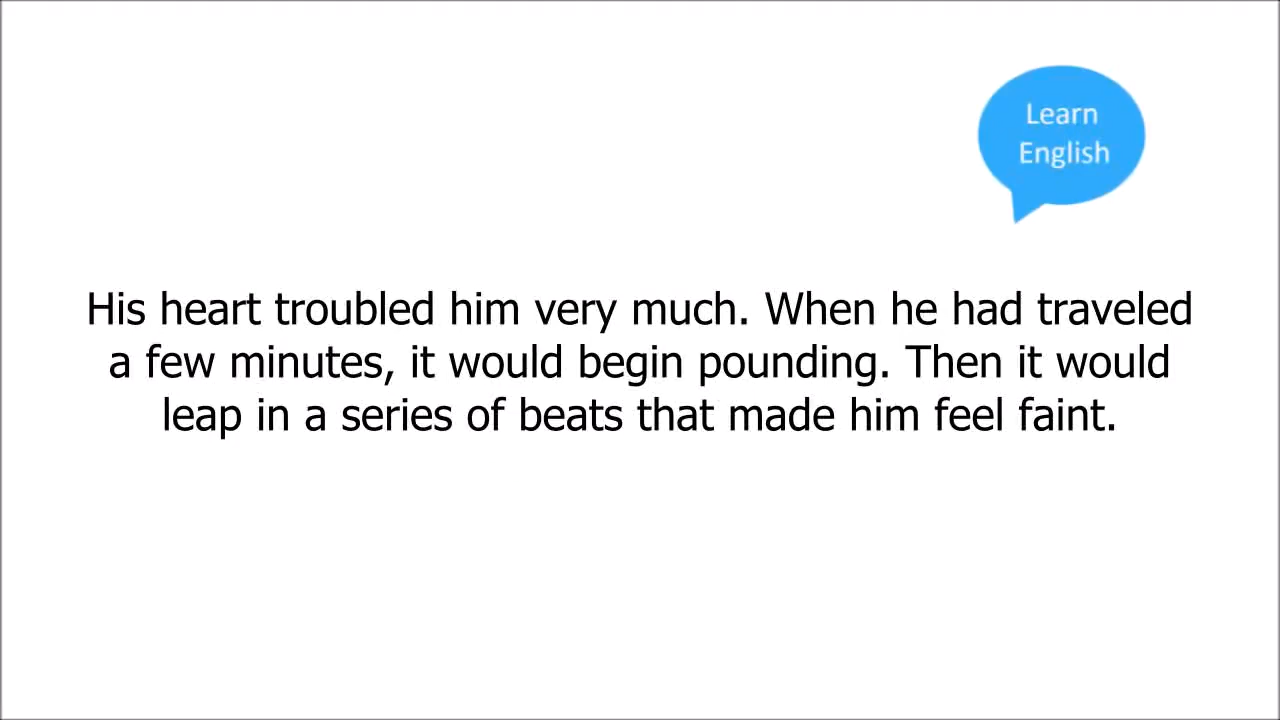 Learn
English
His heart troubled him very much. When he had traveled
a few minutes, it would begin pounding. Then it would
leap in a series of beats that made him feel faint.